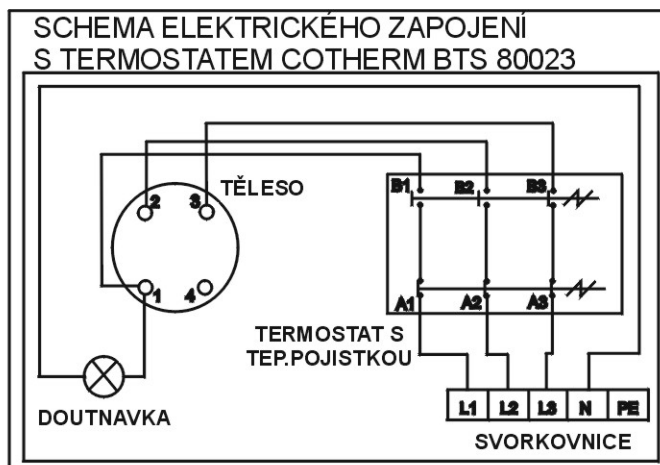 SCHEMA ELEKTRICKÉHO ZAPOJENÍ
S TERMOSTATEM COTHERM BTS 80023
B1 B2 B3
2 3 TĚLESO
1 4
A1 A2 A3
TERMOSTAT S
TEP.POJISTKOU
L1 L2 L3 N PE
DOUTNAVKA
SVORKOVNICE